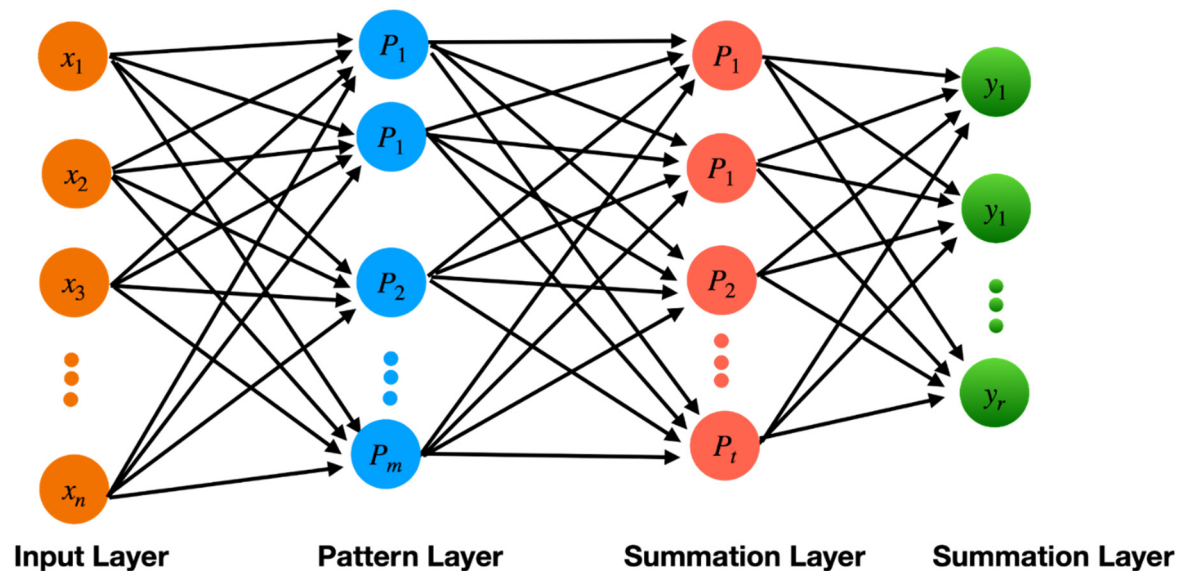 x₁
x₂
x₃
xₙ
P₁
P₁
P₂
Pₘ
P₁
P₁
P₂
Pₜ
y₁
y₁
yᵣ
Input Layer
Pattern Layer
Summation Layer
Summation Layer